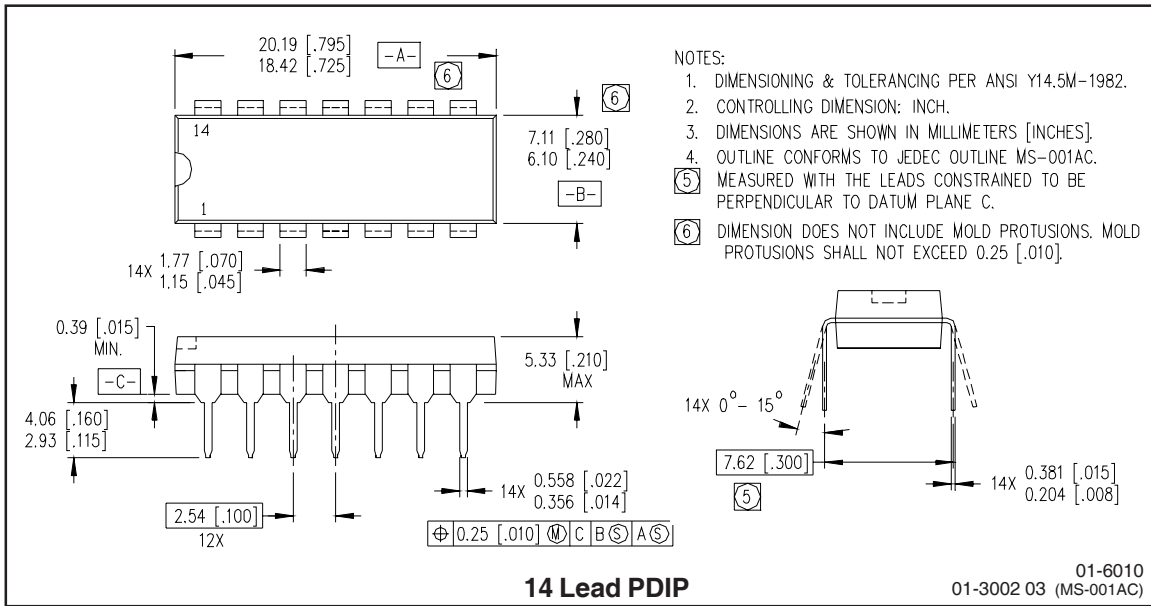 20.19 [.795]
18.42 [.725]
-A-
6
6
14
1
7.11 [.280]
6.10 [.240]
-B-
14X 1.77 [.070]
1.15 [.045]
NOTES:
1. DIMENSIONING & TOLERANCING PER ANSI Y14.5M-1982.
2. CONTROLLING DIMENSION: INCH.
3. DIMENSIONS ARE SHOWN IN MILLIMETERS [INCHES].
4. OUTLINE CONFORMS TO JEDEC OUTLINE MS-001AC.
5 MEASURED WITH THE LEADS CONSTRAINED TO BE
PERPENDICULAR TO DATUM PLANE C.
6 DIMENSION DOES NOT INCLUDE MOLD PROTUSIONS. MOLD
PROTUSIONS SHALL NOT EXCEED 0.25 [.010].
0.39 [.015]
MIN.
-C-
4.06 [.160]
2.93 [.115]
5.33 [.210]
MAX
2.54 [.100]
12X
14X 0.558 [.022]
0.356 [.014]
⌖ 0.25 [.010] Ⓜ C B Ⓢ A Ⓢ
14X 0°- 15°
7.62 [.300]
5
14X 0.381 [.015]
0.204 [.008]
14 Lead PDIP
01-6010
01-3002 03 (MS-001AC)